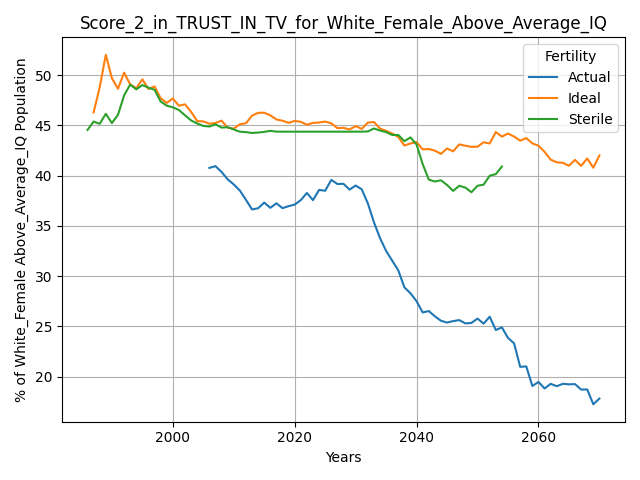 Score_2_in_TRUST_IN_TV_for_White_Female_Above_Average_IQ
% of White_Female Above_Average_IQ Population
50
45
40
35
30
25
20
Fertility
Actual
Ideal
Sterile
2000
2020
2040
2060
Years